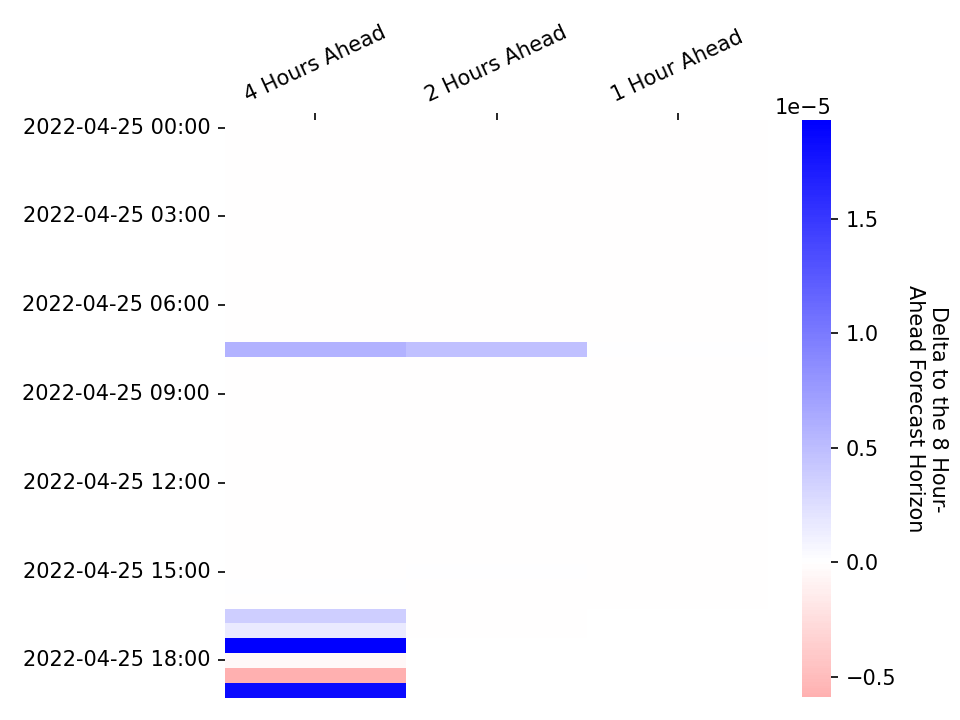 4 Hours Ahead
2 Hours Ahead
1 Hour Ahead
1e−5
2022-04-25 00:00
2022-04-25 03:00
2022-04-25 06:00
2022-04-25 09:00
2022-04-25 12:00
2022-04-25 15:00
2022-04-25 18:00
1.5
1.0
0.5
0.0
−0.5
Delta to the 8 Hour-
Ahead Forecast Horizon